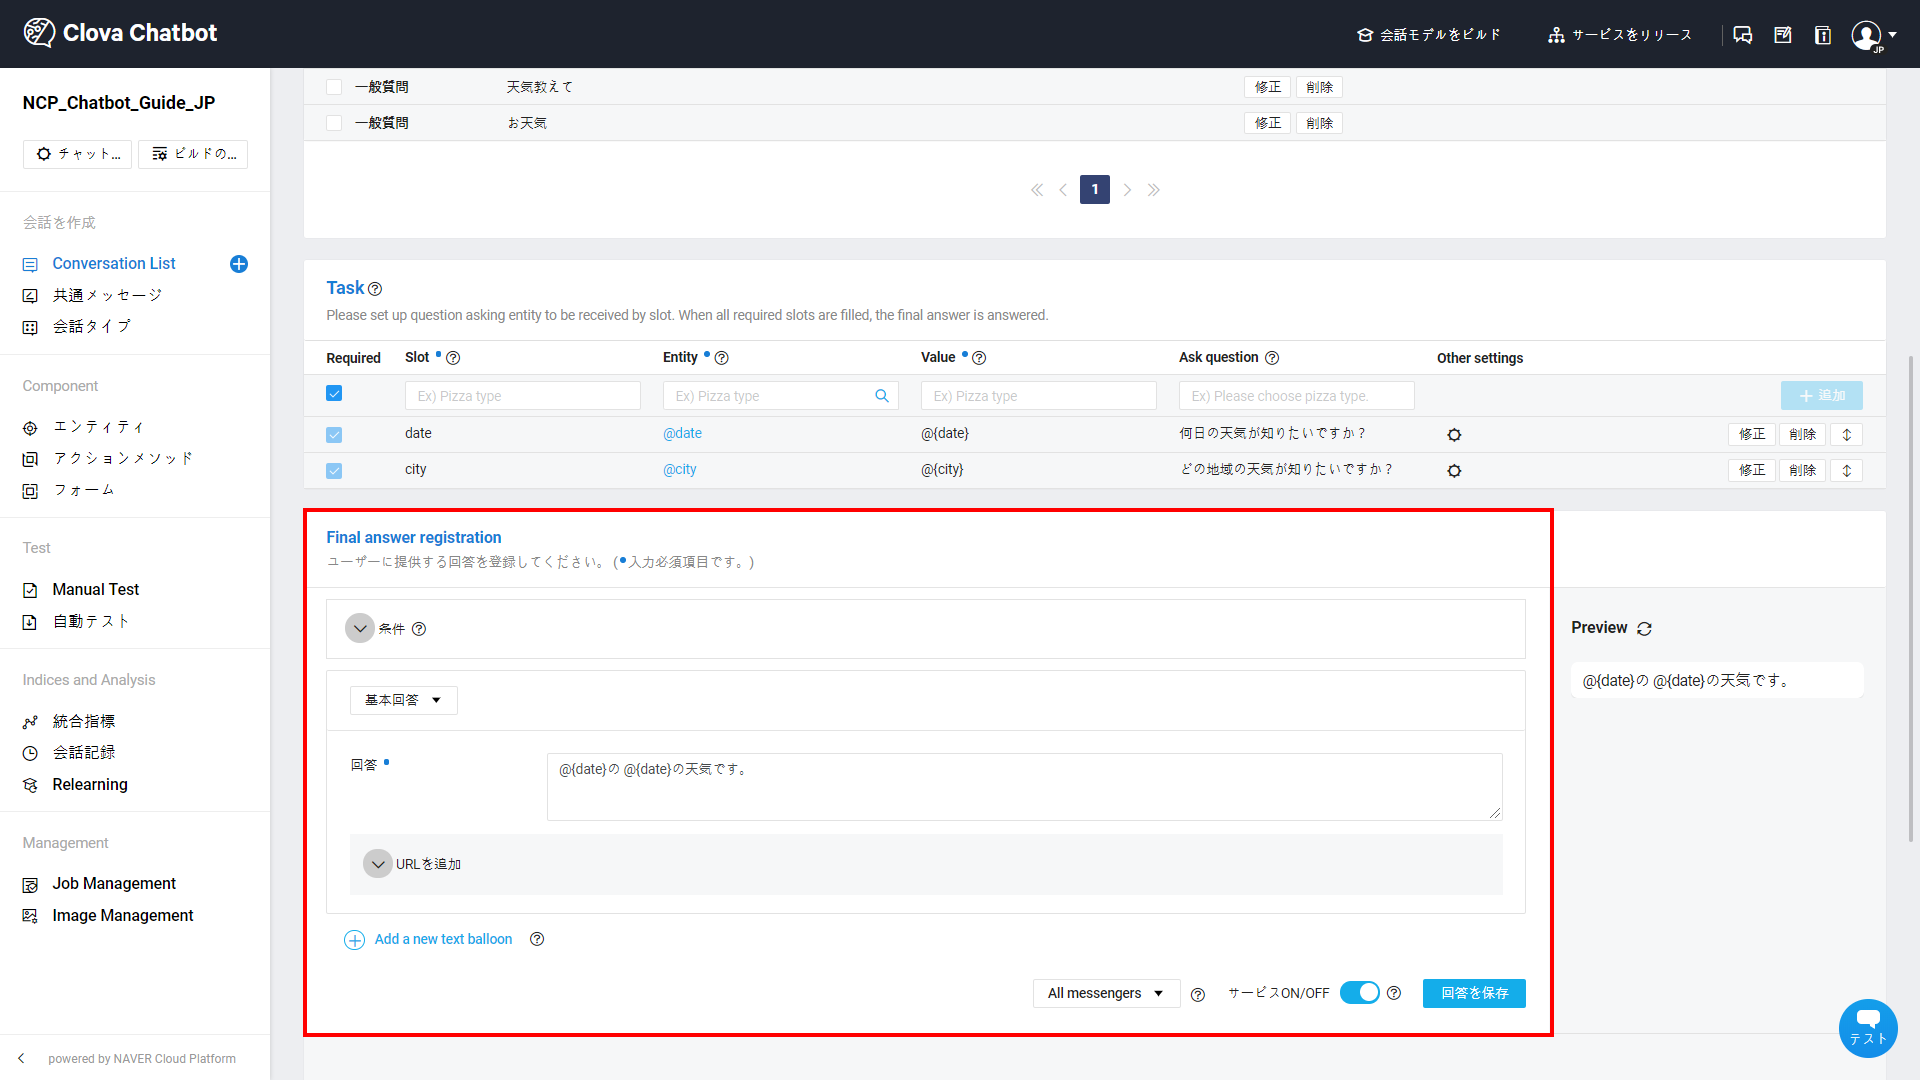 Clova Chatbot
会話モデルをビルド
サービスをリリース
JP
NCP_Chatbot_Guide_JP
チャット...
ビルドの...
会話を作成
Conversation List
共通メッセージ
会話タイプ
Component
エンティティ
アクションメソッド
フォーム
Test
Manual Test
自動テスト
Indices and Analysis
統合指標
会話記録
Relearning
Management
Job Management
Image Management
powered by NAVER Cloud Platform
一般質問 天気教えて 修正 削除
一般質問 お天気 修正 削除
1
Task
Please set up question asking entity to be received by slot. When all required slots are filled, the final answer is answered.
Required Slot Entity Value Ask question Other settings
Ex) Pizza type Ex) Pizza type Ex) Pizza type Ex) Please choose pizza type. 追加
date @date @{date} 何日の天気が知りたいですか？ 修正 削除
city @city @{city} どの地域の天気が知りたいですか？ 修正 削除
Final answer registration
ユーザーに提供する回答を登録してください。 (●入力必須項目です。)
条件
基本回答
回答
@{date}の @{date}の天気です。
URLを追加
Add a new text balloon
All messengers サービスON/OFF 回答を保存
Preview
@{date}の @{date}の天気です。
テスト